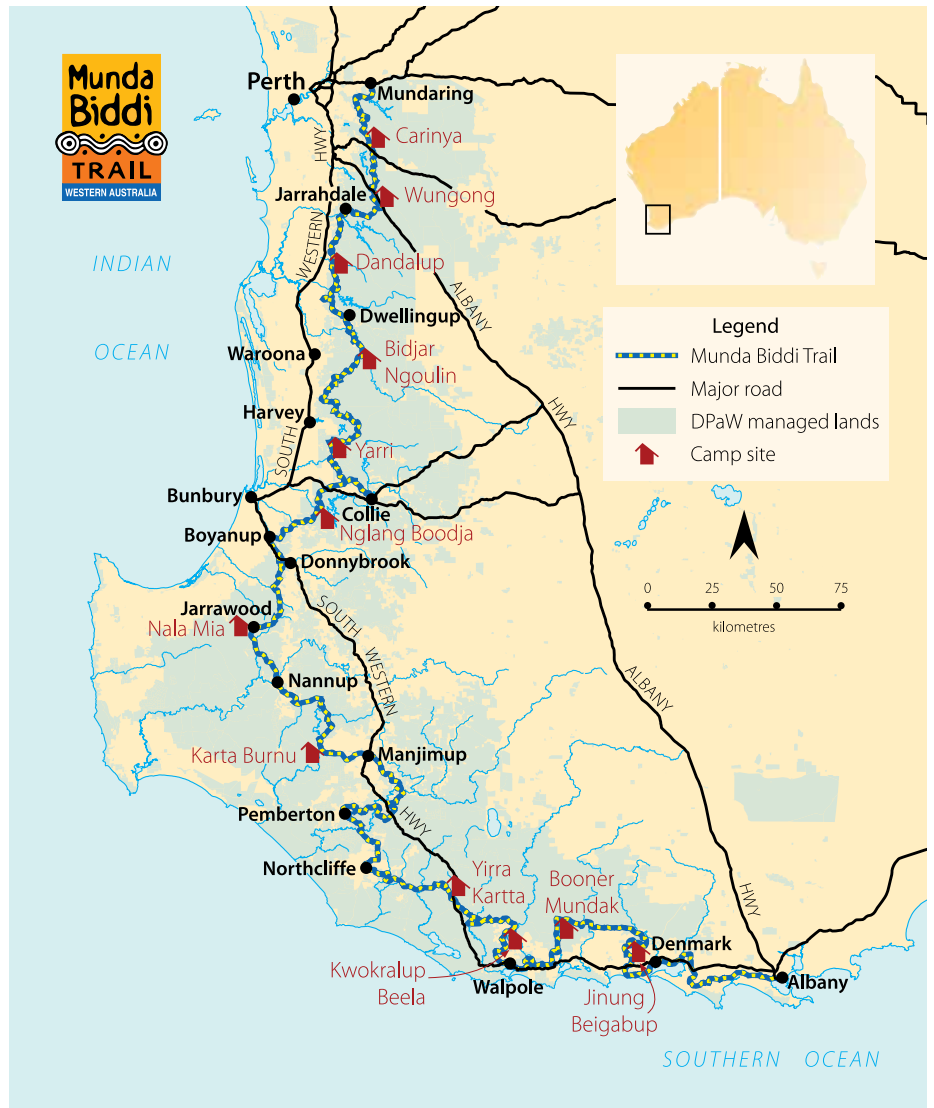 Munda
Biddi
TRAIL
WESTERN AUSTRALIA
Perth
Mundaring
HWY
Carinya
Wungong
Jarrahdale
WESTERN
INDIAN
OCEAN
Dandalup
ALBANY
Dwellingup
Waroona
Bidjar
Ngoulin
HWY
Harvey
SOUTH
Yarri
Bunbury
Collie
Nglang Boodja
Boyanup
Donnybrook
Jarrawood
Nala Mia
SOUTH
WESTERN
Nannup
ALBANY
Karta Burnu
Manjimup
HWY
Pemberton
Northcliffe
Yirra
Kartta
Booner
Mundak
HWY
Denmark
Kwokralup
Beela
Walpole
Jinung
Beigabup
Albany
SOUTHERN OCEAN
Legend
Munda Biddi Trail
Major road
DPaW managed lands
Camp site
0 25 50 75
kilometres